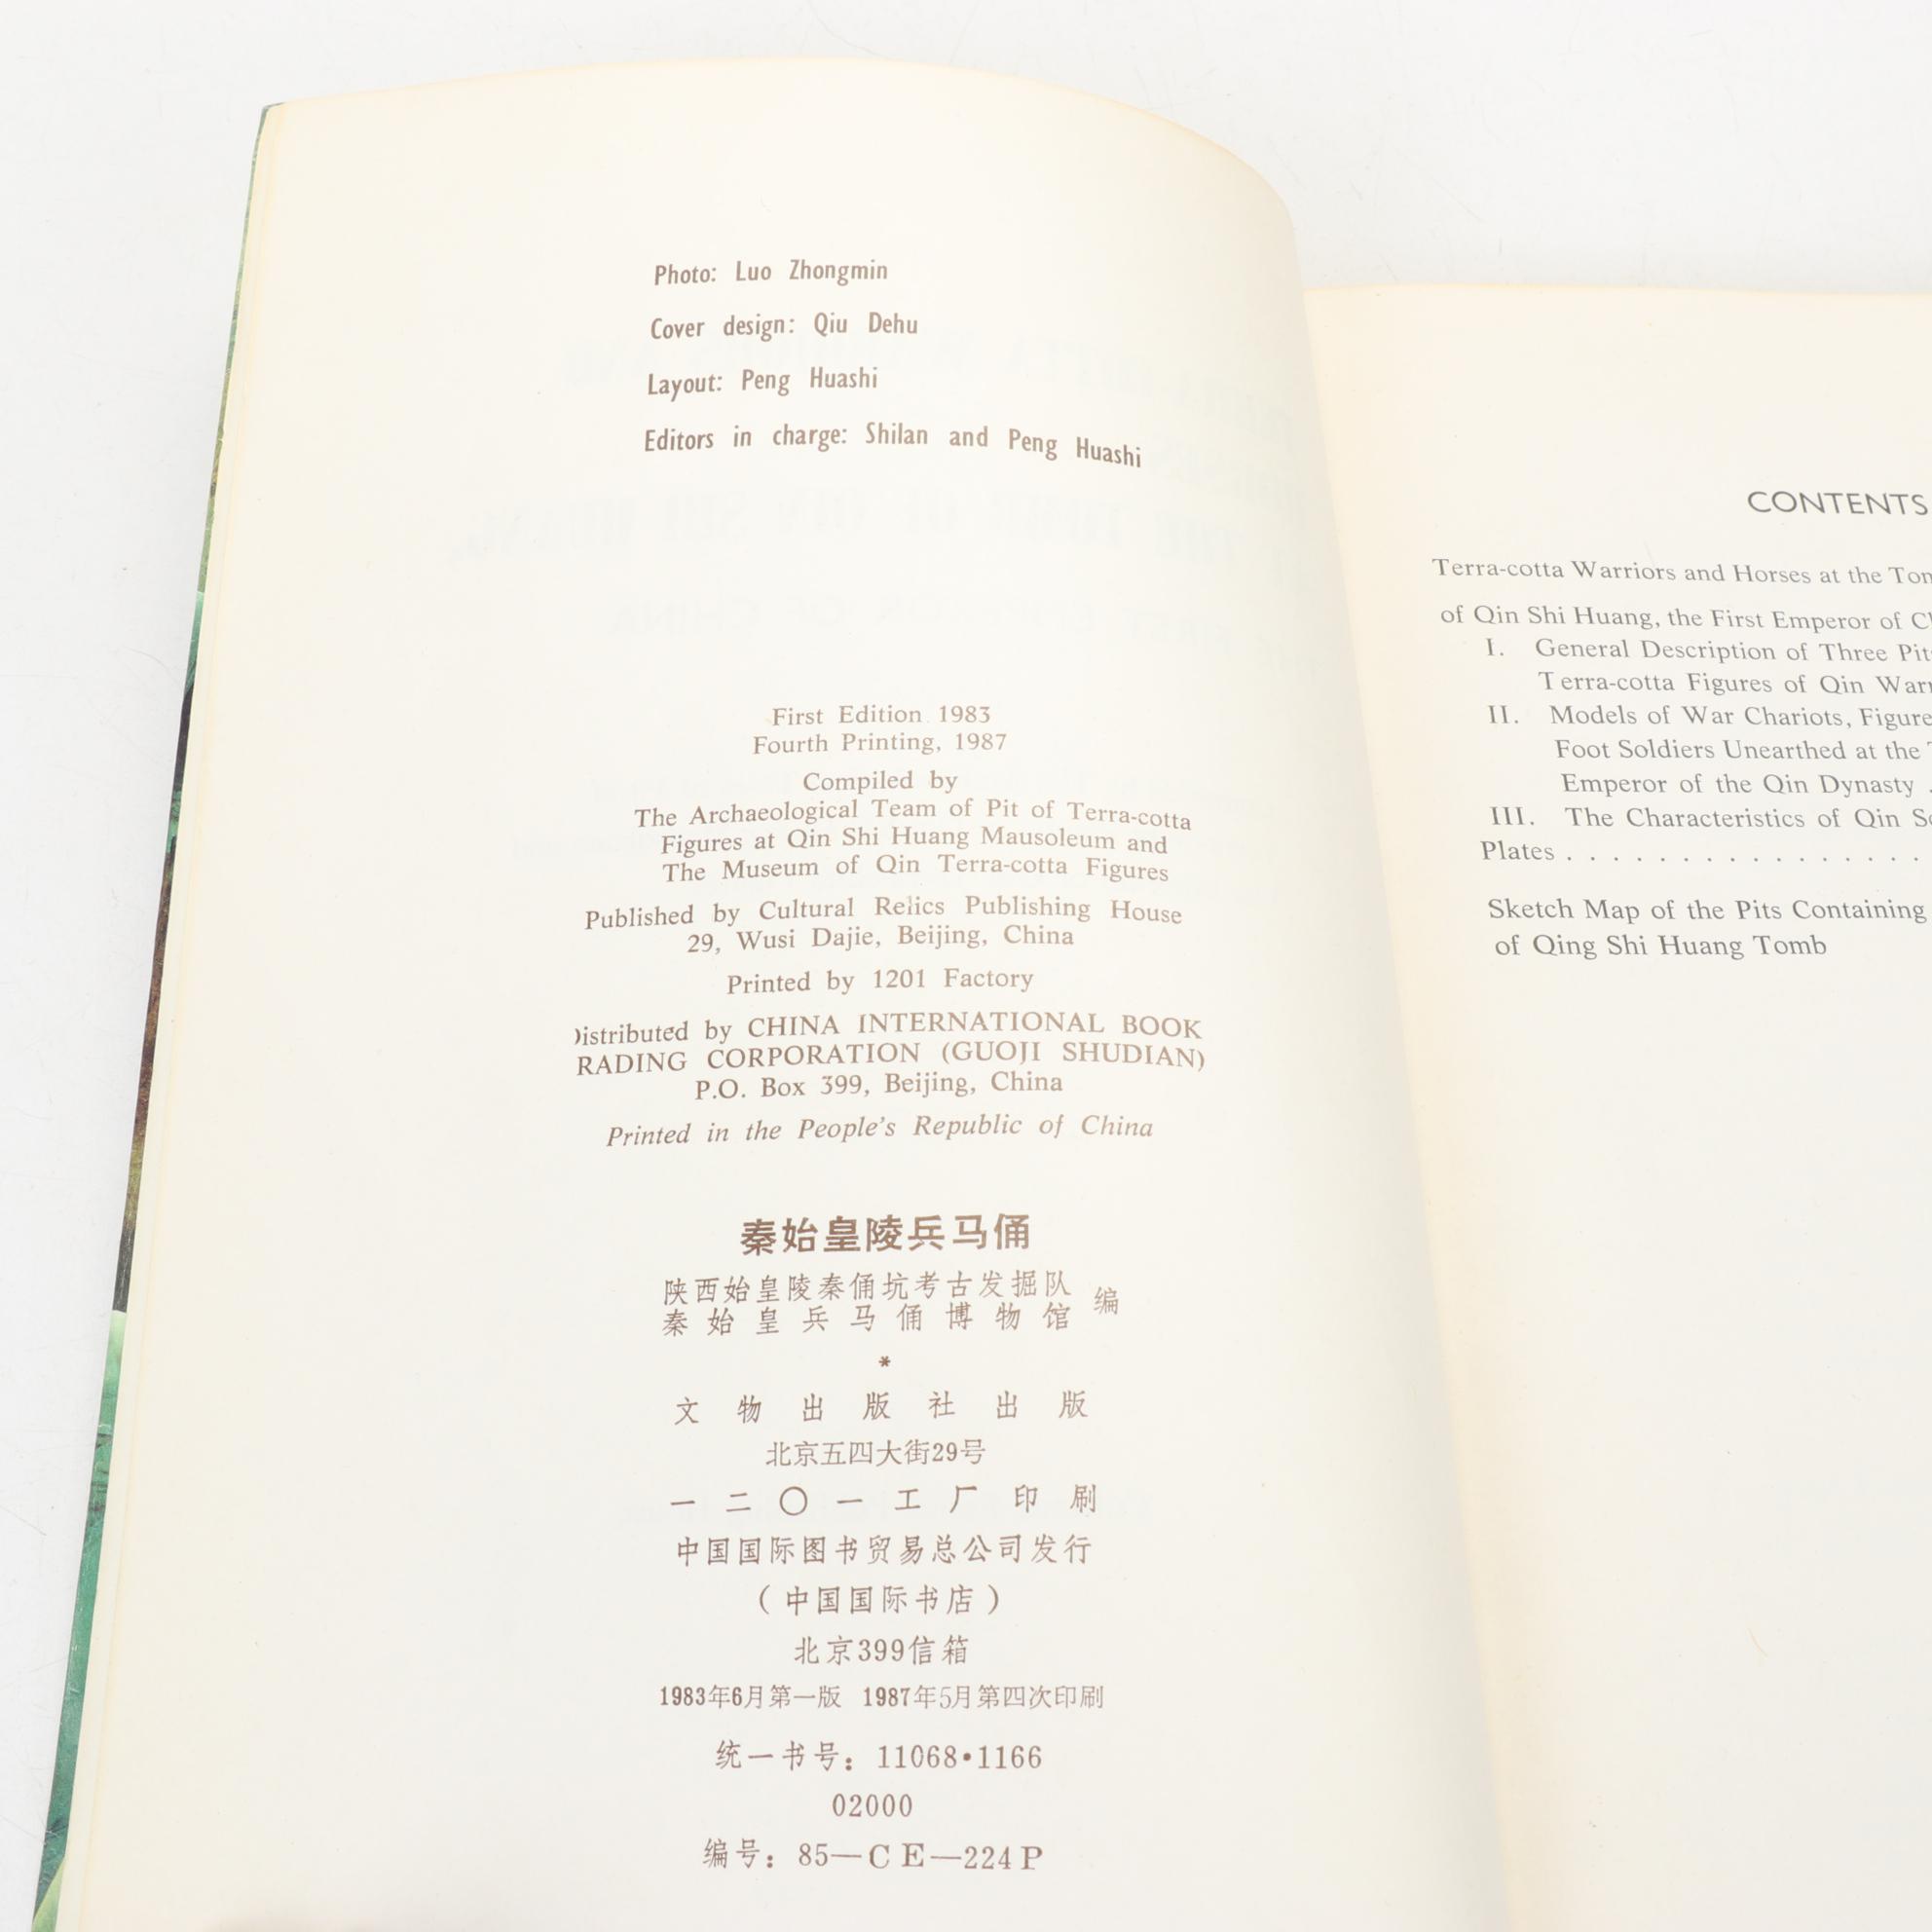 Photo: Luo Zhongmin
Cover design: Qiu Dehu
Layout: Peng Huashi
Editors in charge: Shilan and Peng Huashi
First Edition 1983
Fourth Printing, 1987
Compiled by
The Archaeological Team of Pit of Terra-cotta
Figures at Qin Shi Huang Mausoleum and
The Museum of Qin Terra-cotta Figures
Published by Cultural Relics Publishing House
29, Wusi Dajie, Beijing, China
Printed by 1201 Factory
istributed by CHINA INTERNATIONAL BOOK
RADING CORPORATION (GUOJI SHUDIAN)
P.O. Box 399, Beijing, China
Printed in the People's Republic of China
秦始皇陵兵马俑
陕西始皇陵秦俑坑考古发掘队
秦始皇兵马俑博物馆 编
*
文物出版社出版
北京五四大街29号
一二〇一工厂印刷
中国国际图书贸易总公司发行
(中国国际书店)
北京399信箱
1983年6月第一版 1987年5月第四次印刷
统一书号：11068•1166
02000
编号：85—CE—224P
CONTENTS
Terra-cotta Warriors and Horses at the Tom
of Qin Shi Huang, the First Emperor of C
I. General Description of Three Pit
Terra-cotta Figures of Qin Warr
II. Models of War Chariots, Figure
Foot Soldiers Unearthed at the
Emperor of the Qin Dynasty .
III. The Characteristics of Qin S
Plates . . . . . . . . . . . . . . . .
Sketch Map of the Pits Containing
of Qing Shi Huang Tomb